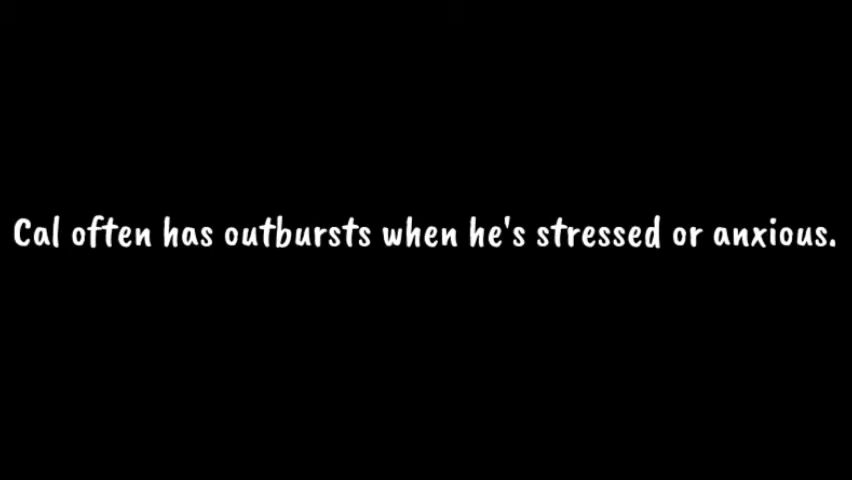 Cal often has outbursts when he's stressed or anxious.